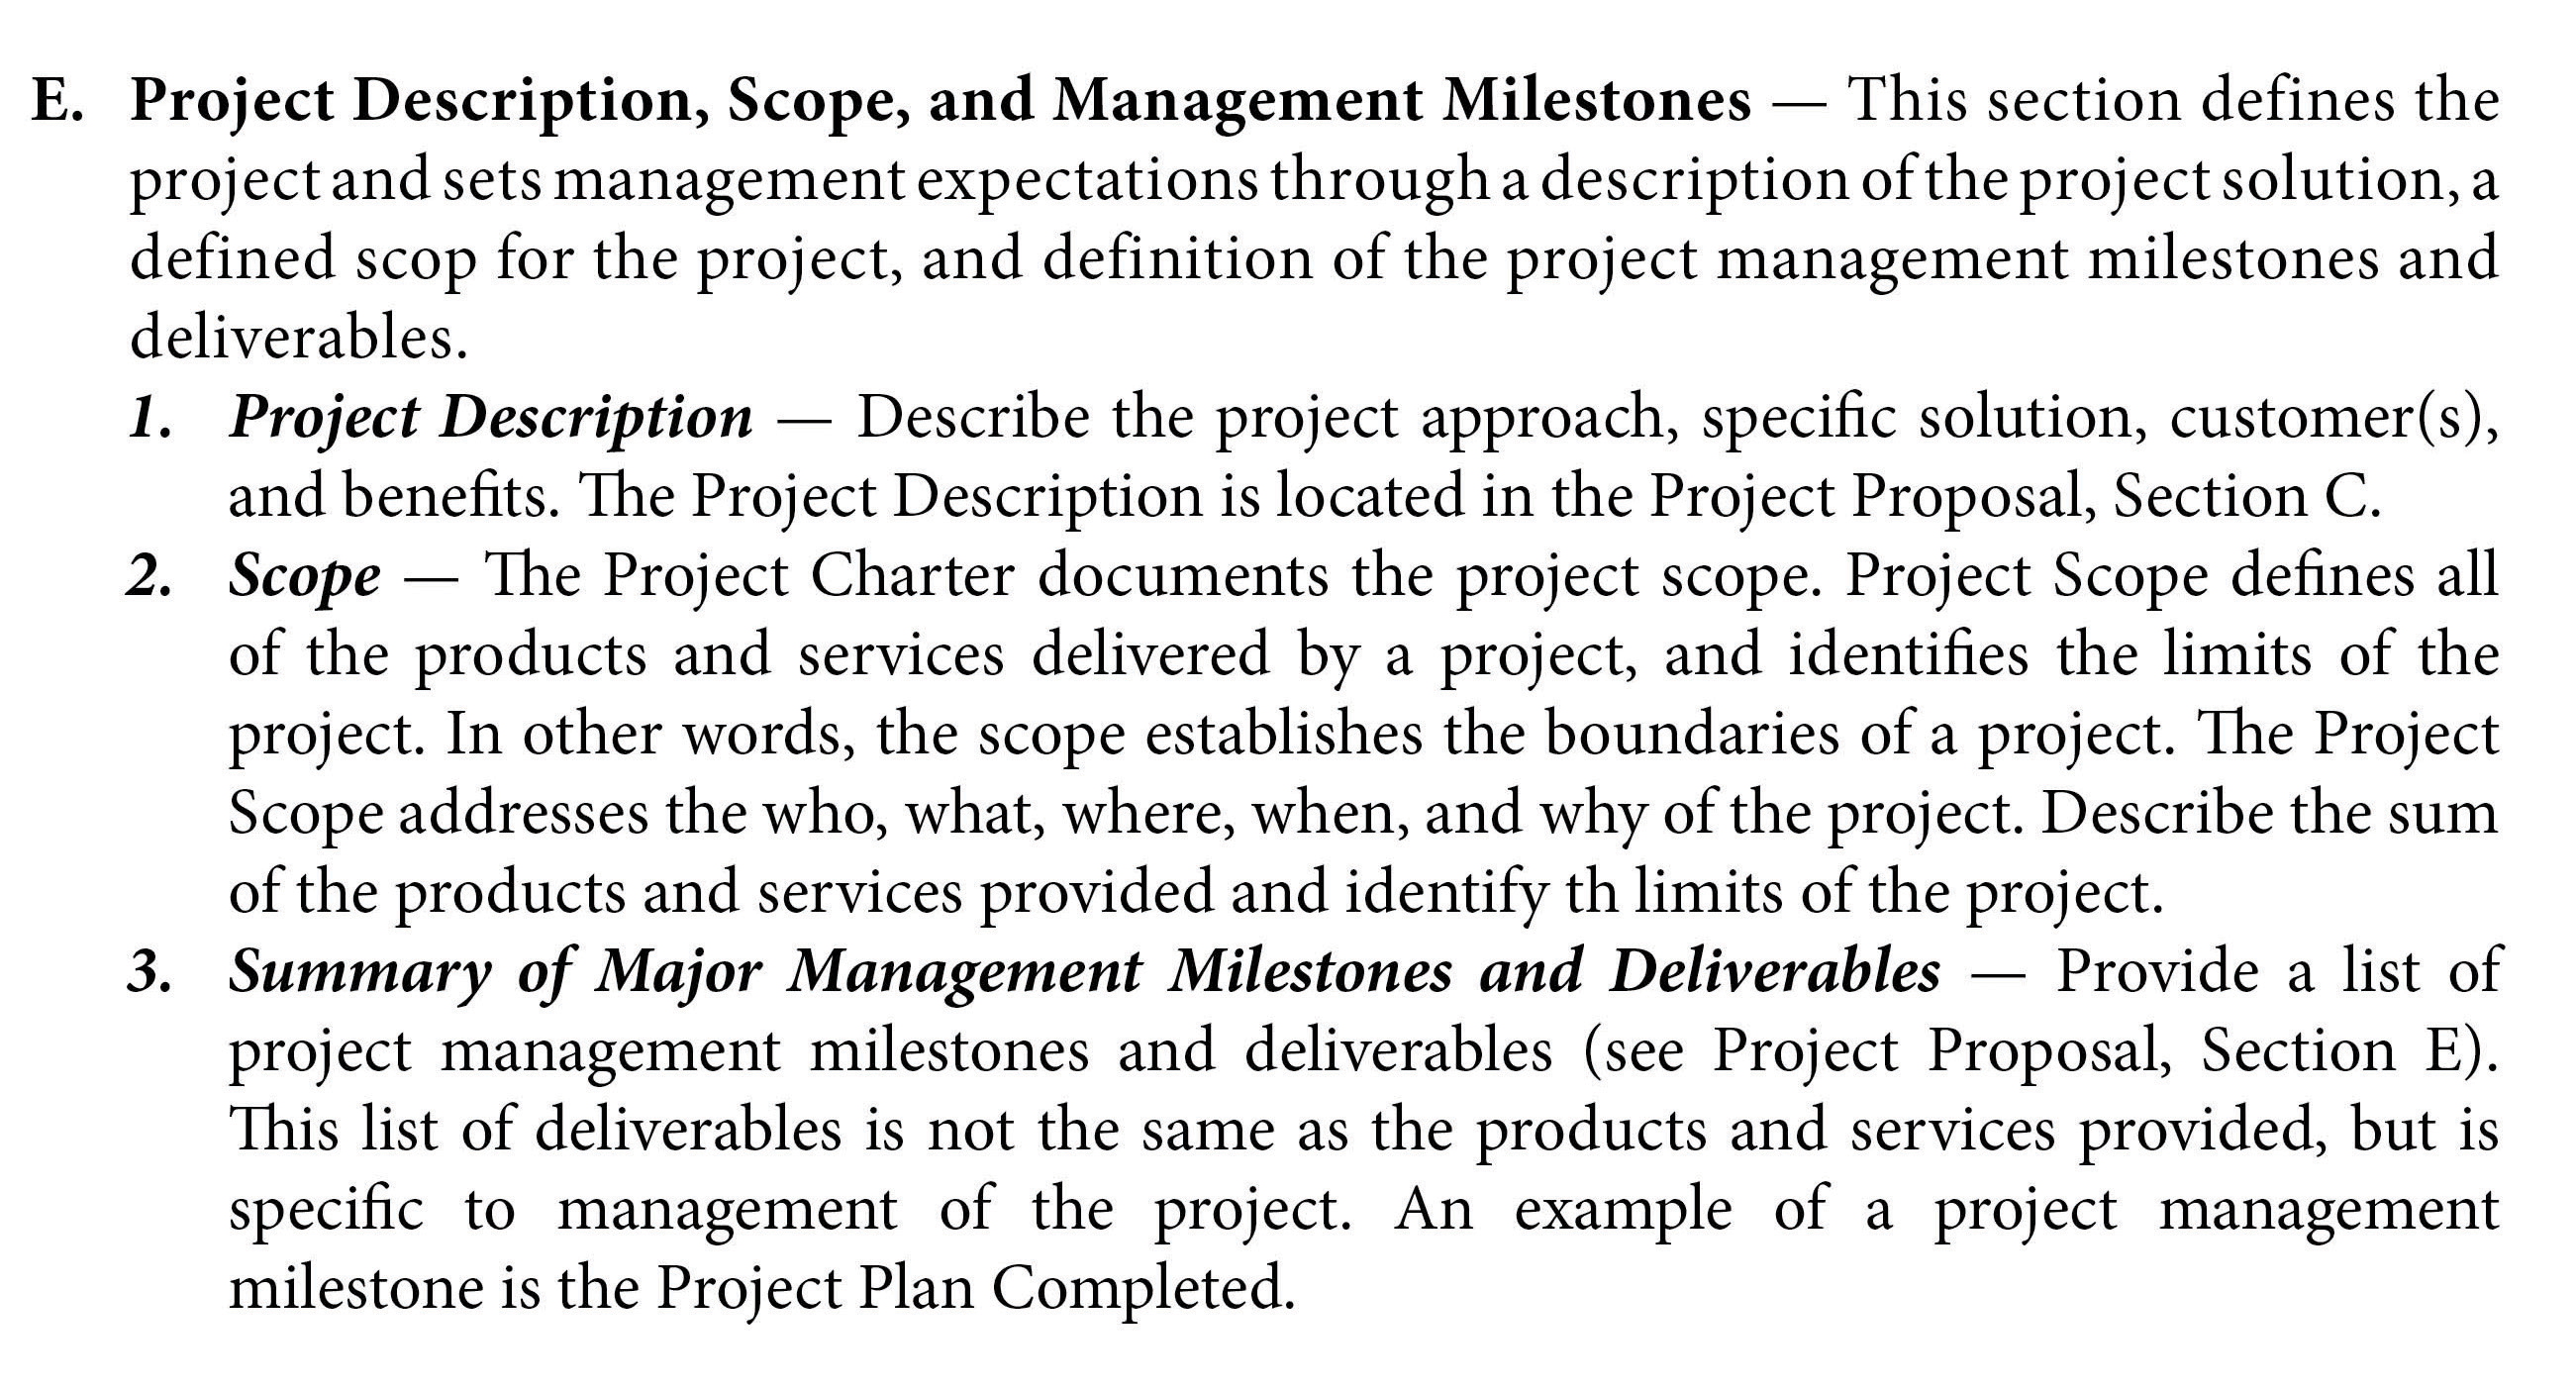 E. Project Description, Scope, and Management Milestones — This section defines the
project and sets management expectations through a description of the project solution, a
defined scop for the project, and definition of the project management milestones and
deliverables.
1. Project Description — Describe the project approach, specific solution, customer(s),
and benefits. The Project Description is located in the Project Proposal, Section C.
2. Scope — The Project Charter documents the project scope. Project Scope defines all
of the products and services delivered by a project, and identifies the limits of the
project. In other words, the scope establishes the boundaries of a project. The Project
Scope addresses the who, what, where, when, and why of the project. Describe the sum
of the products and services provided and identify th limits of the project.
3. Summary of Major Management Milestones and Deliverables — Provide a list of
project management milestones and deliverables (see Project Proposal, Section E).
This list of deliverables is not the same as the products and services provided, but is
specific to management of the project. An example of a project management
milestone is the Project Plan Completed.